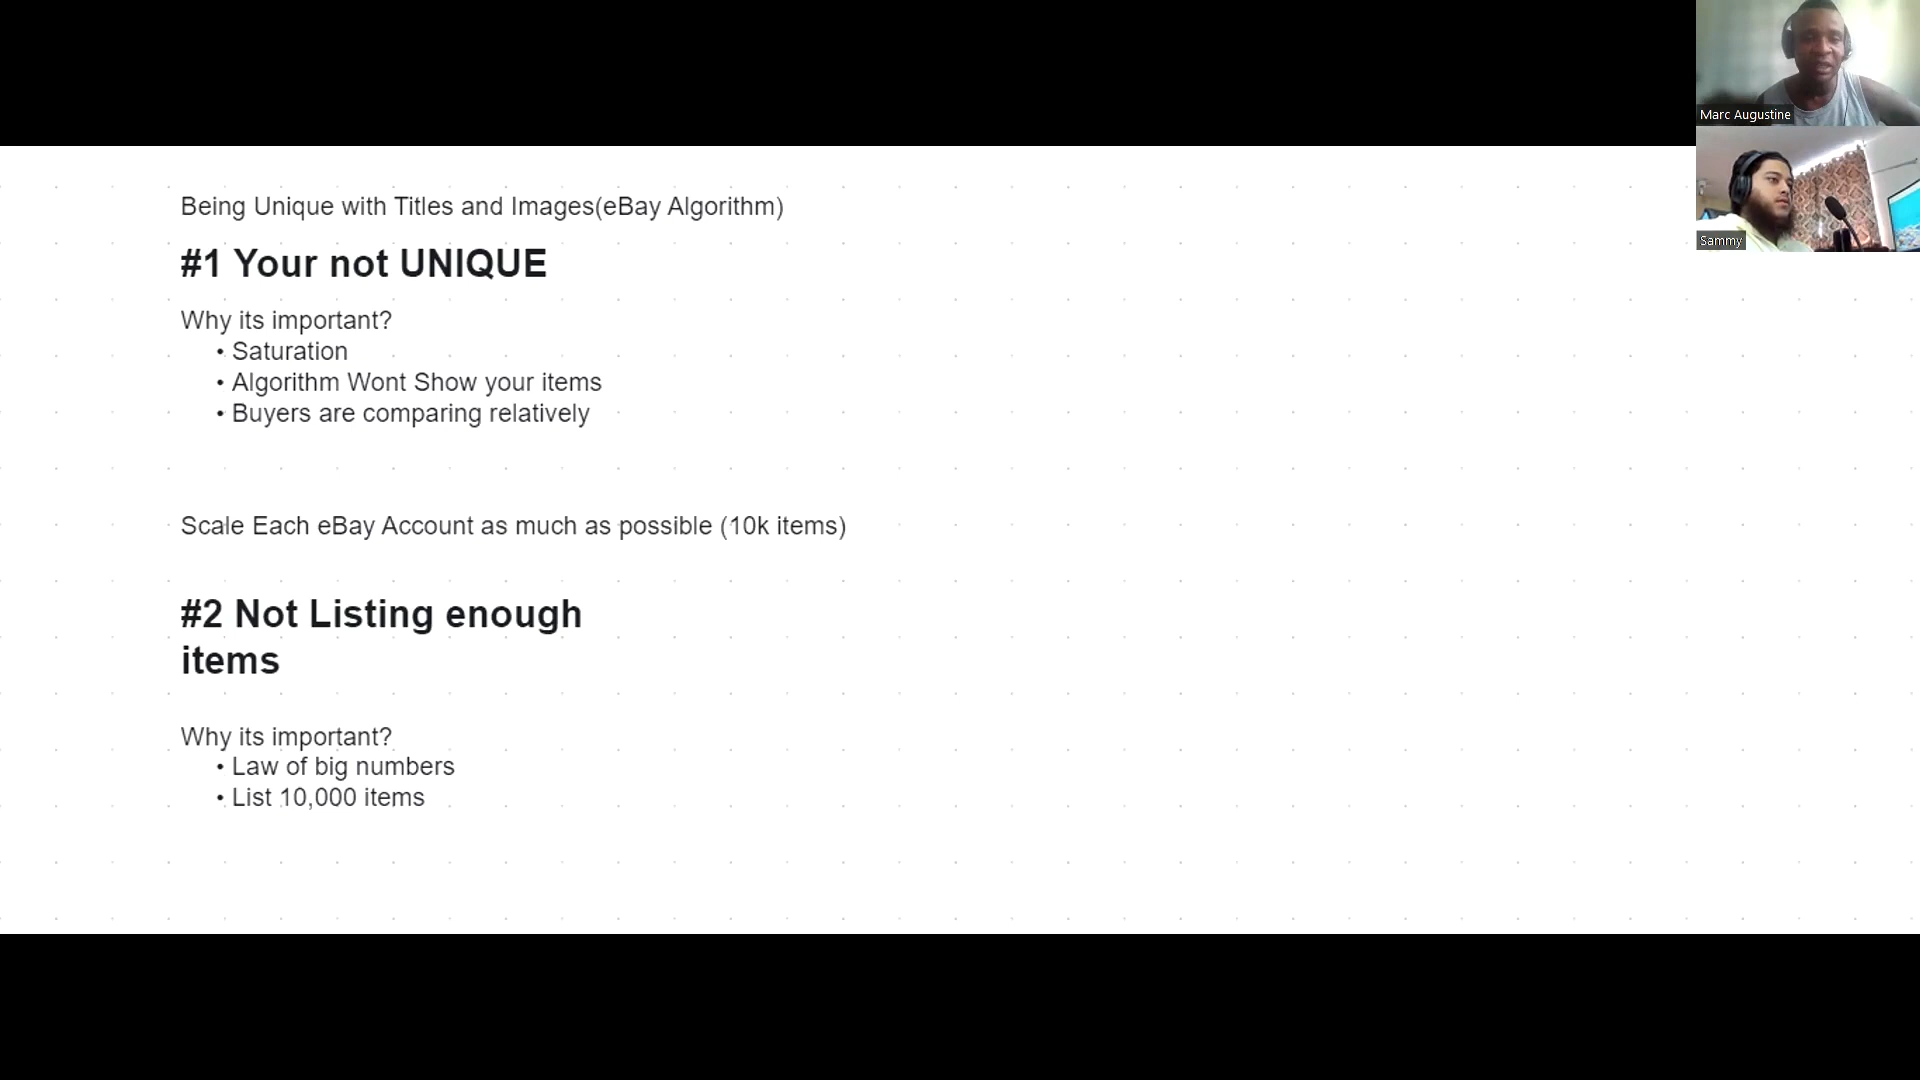 Being Unique with Titles and Images(eBay Algorithm)
#1 Your not UNIQUE
Why its important?
• Saturation
• Algorithm Wont Show your items
• Buyers are comparing relatively
Scale Each eBay Account as much as possible (10k items)
#2 Not Listing enough
items
Why its important?
• Law of big numbers
• List 10,000 items
Marc Augustine
Sammy